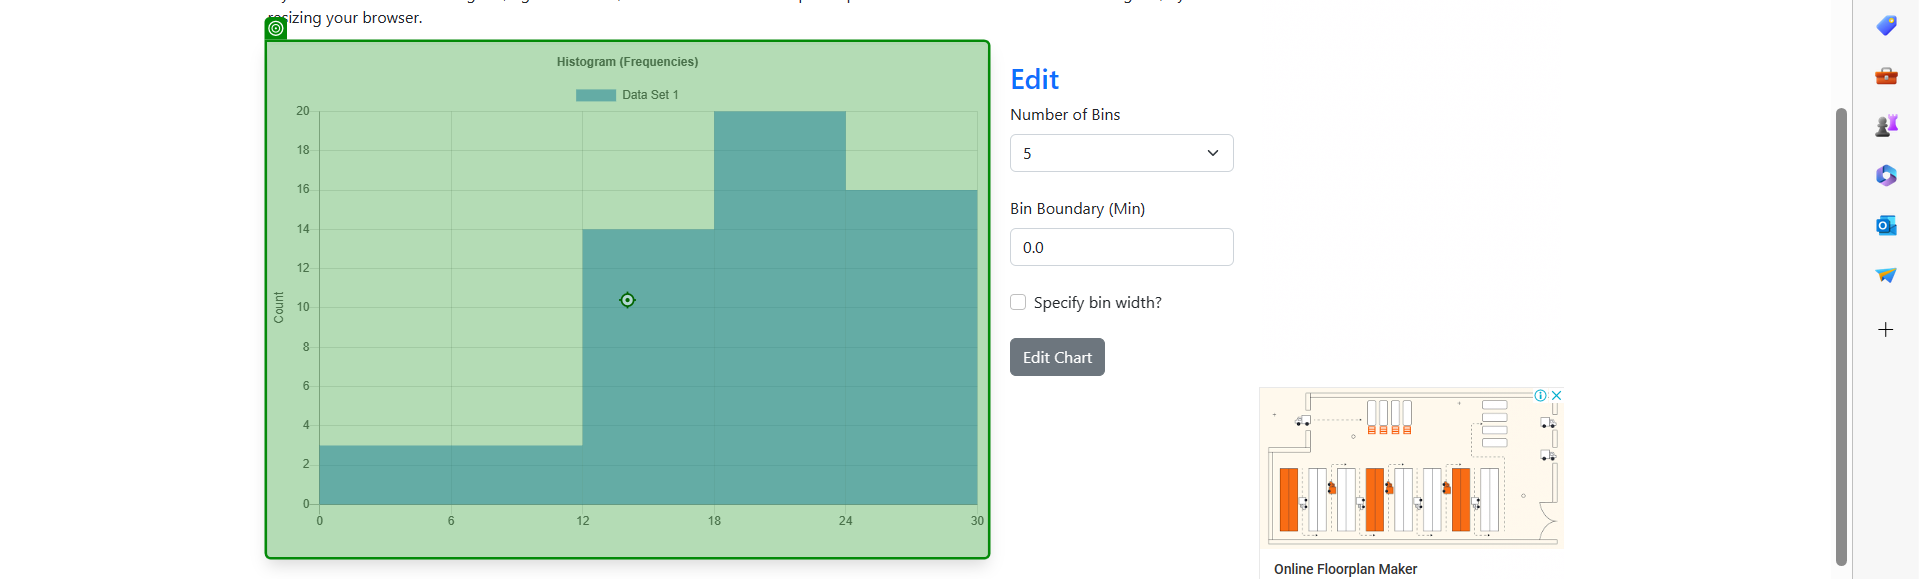 resizing your browser.
Histogram (Frequencies)
Data Set 1
20
18
16
14
12
10
8
6
4
2
0
Count
0 6 12 18 24 30
Edit
Number of Bins
5
Bin Boundary (Min)
0.0
Specify bin width?
Edit Chart
Online Floorplan Maker